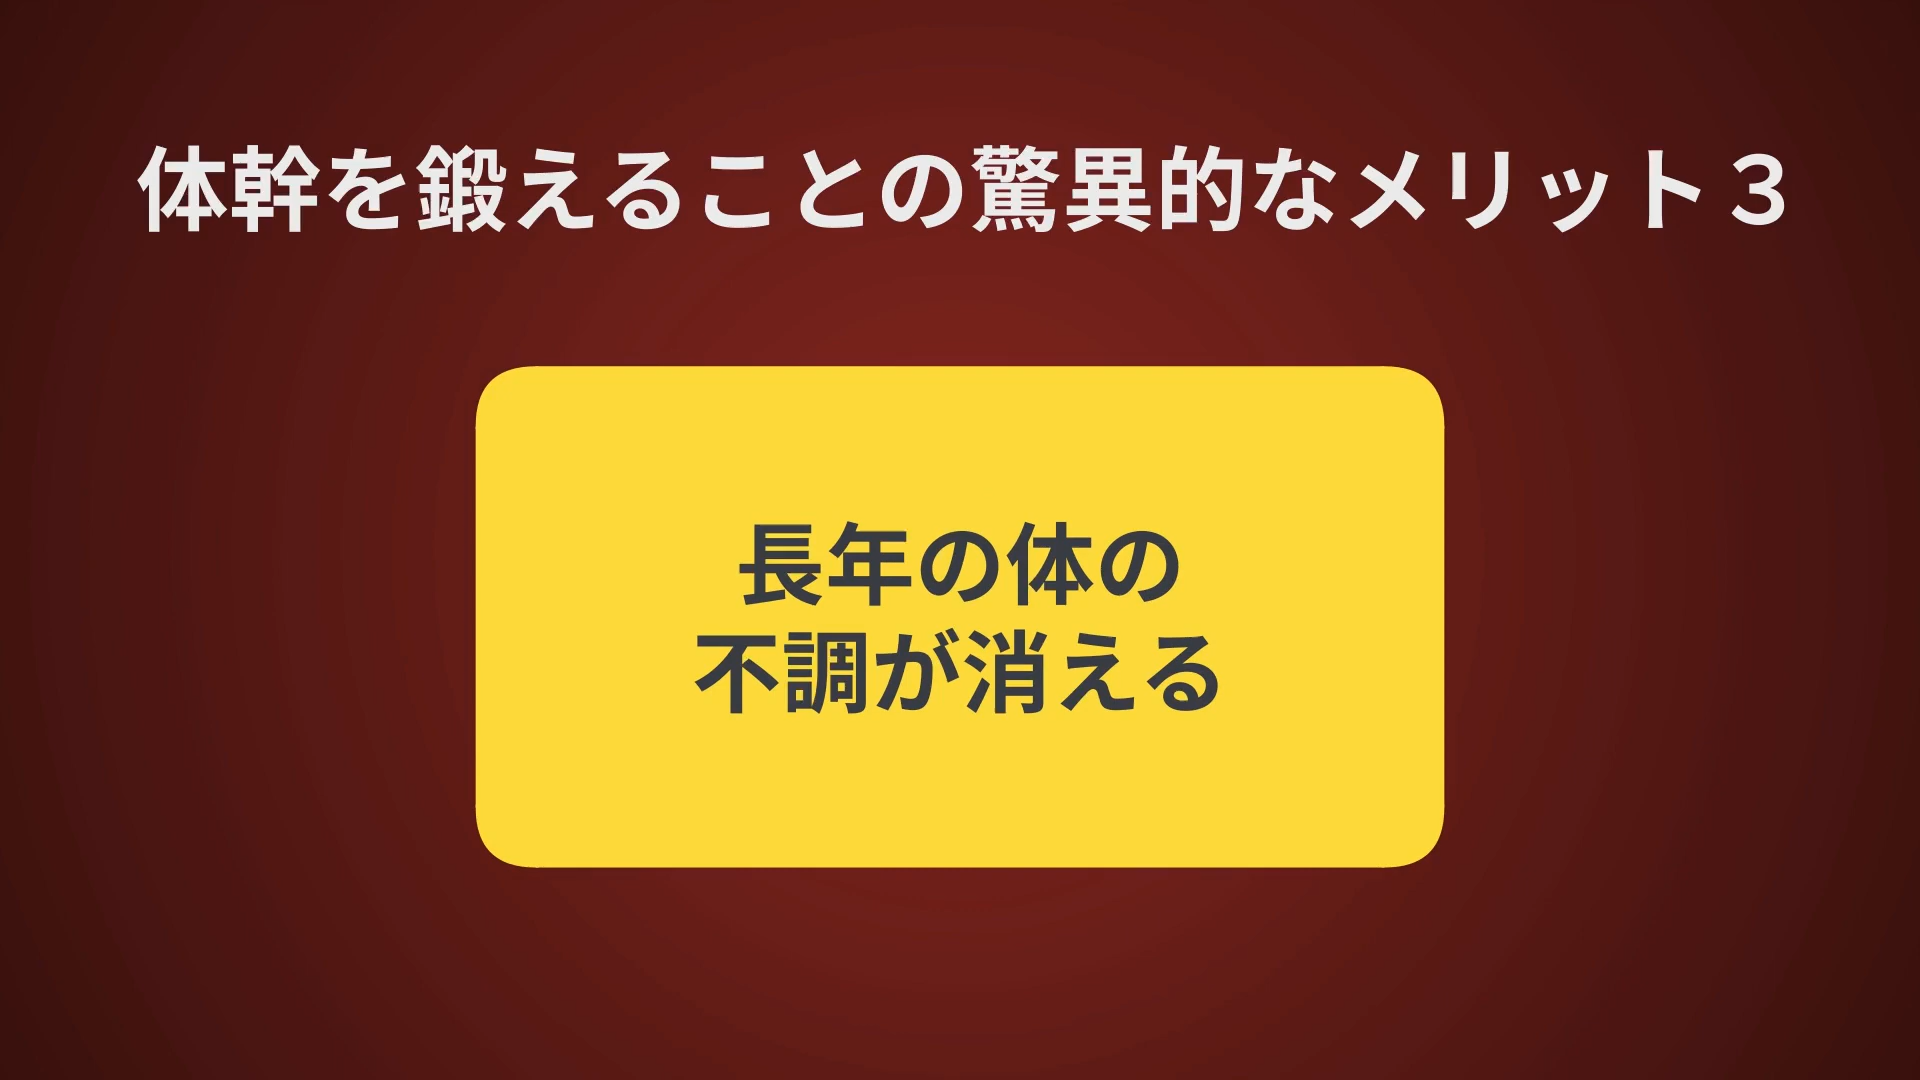 体幹を鍛えることの驚異的なメリット３
長年の体の
不調が消える